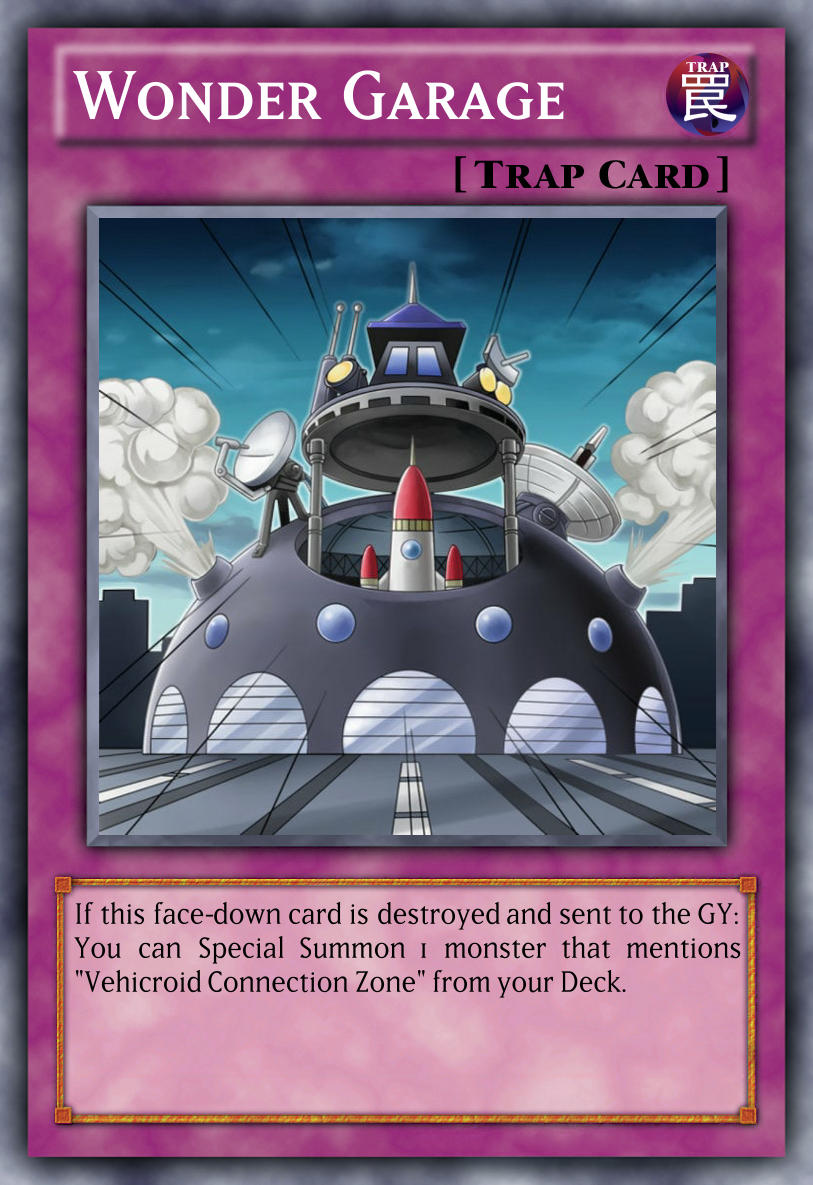 Wonder Garage
TRAP
罠
[Trap Card]
If this face-down card is destroyed and sent to the GY:
You can Special Summon 1 monster that mentions
"Vehicroid Connection Zone" from your Deck.